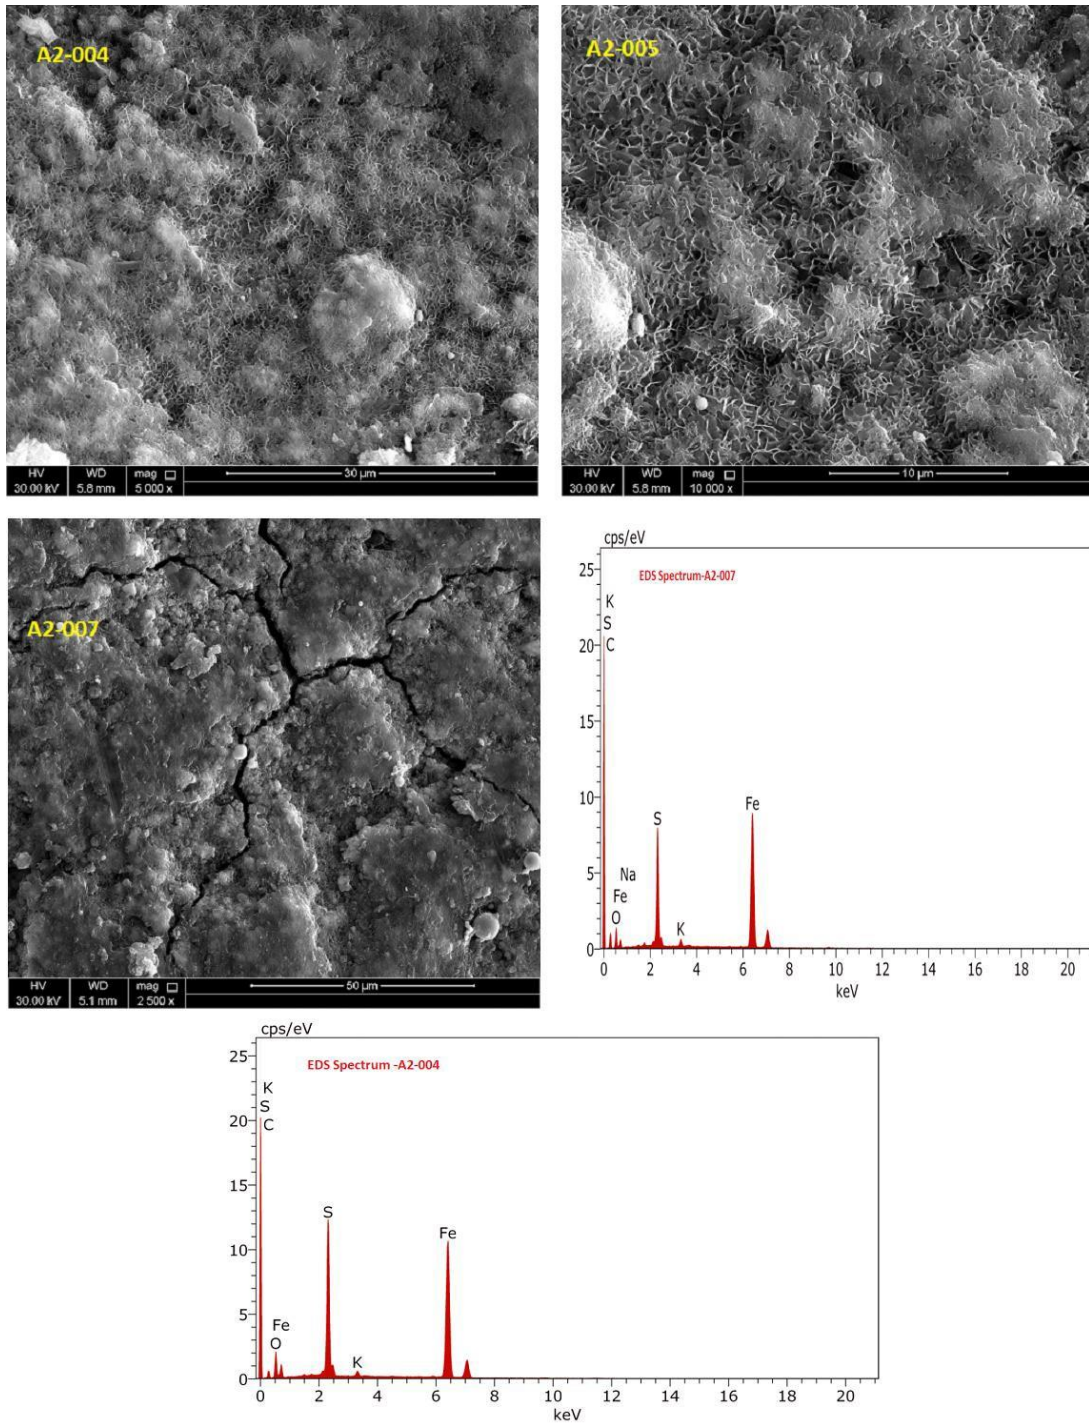 A2-004
HV WD mag 30 µm
30.00 kV 5.8 mm 5 000 x
A2-005
HV WD mag 10 µm
30.00 kV 5.8 mm 10 000 x
A2-007
HV WD mag 50 µm
30.00 kV 5.1 mm 2 500 x
cps/eV
EDS Spectrum-A2-007
25
20
15
10
5
0
K
S
C
Na
Fe
O
S
K
Fe
0 2 4 6 8 10 12 14 16 18 20
keV
cps/eV
EDS Spectrum -A2-004
25
20
15
10
5
0
K
S
C
Fe
O
S
K
Fe
0 2 4 6 8 10 12 14 16 18 20
keV